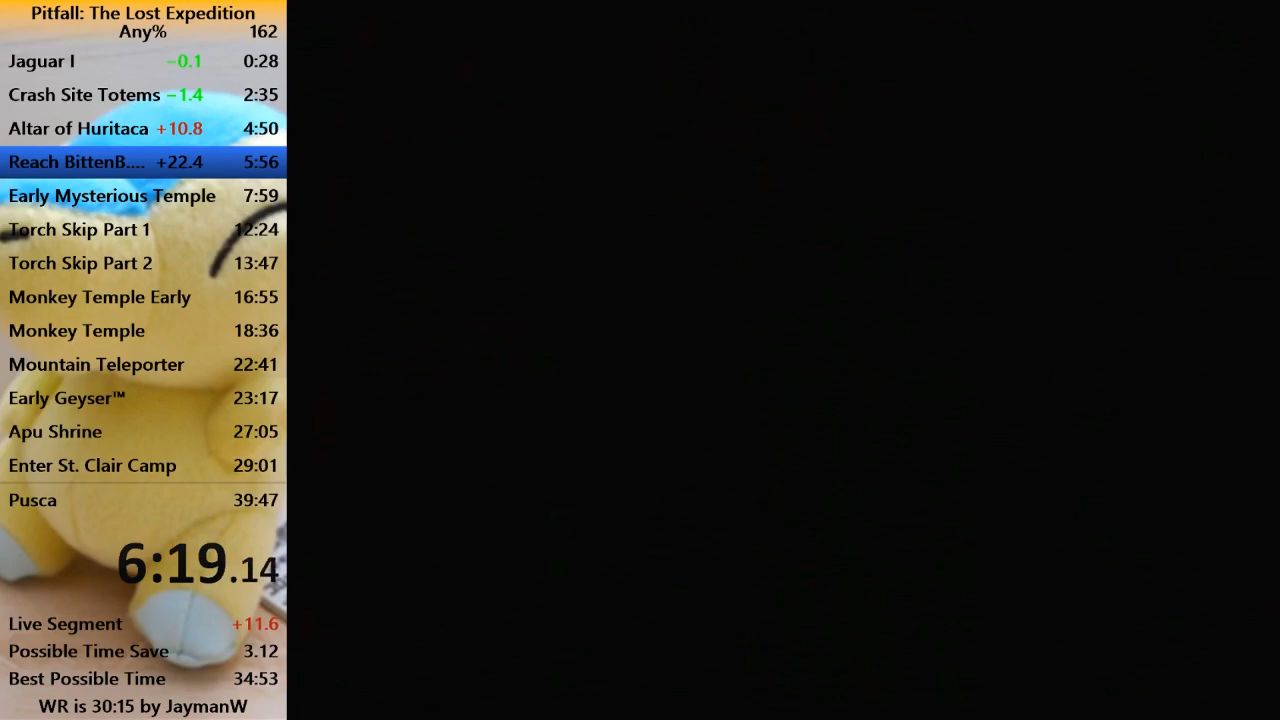 Pitfall: The Lost Expedition
Any% 162
Jaguar I −0.1 0:28
Crash Site Totems −1.4 2:35
Altar of Huritaca +10.8 4:50
Reach BittenB.... +22.4 5:56
Early Mysterious Temple 7:59
Torch Skip Part 1 12:24
Torch Skip Part 2 13:47
Monkey Temple Early 16:55
Monkey Temple 18:36
Mountain Teleporter 22:41
Early Geyser™ 23:17
Apu Shrine 27:05
Enter St. Clair Camp 29:01
Pusca 39:47
6:19.14
Live Segment +11.6
Possible Time Save 3.12
Best Possible Time 34:53
WR is 30:15 by JaymanW